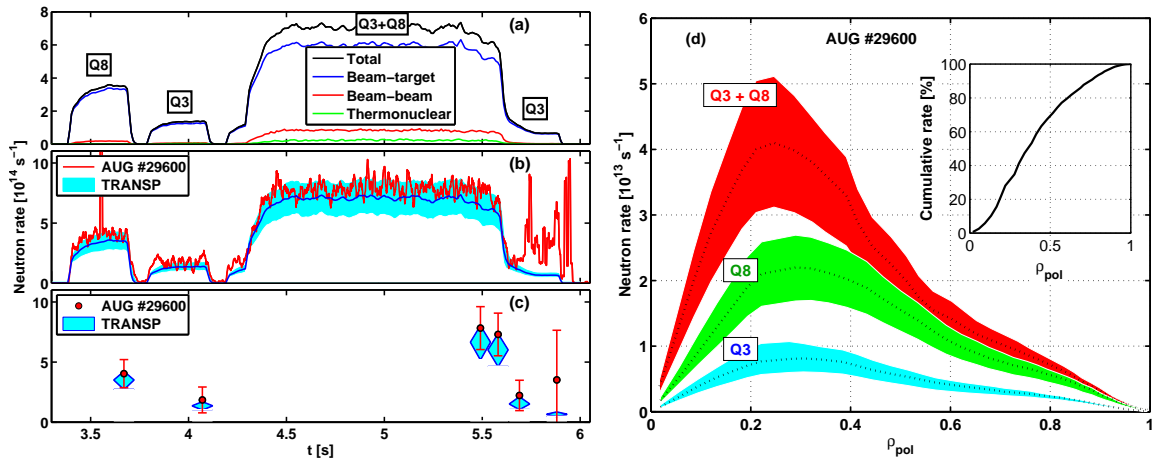 (a)
Q8
Q3
Q3+Q8
Q3
Total
Beam−target
Beam−beam
Thermonuclear
8
6
4
2
0
(b)
AUG #29600
TRANSP
10
5
0
Neutron rate [10¹⁴ s⁻¹]
(c)
AUG #29600
TRANSP
10
5
0
3.5 4 4.5 5 5.5 6
t [s]
(d)
AUG #29600
Q3 + Q8
Q8
Q3
6
5
4
3
2
1
0
Neutron rate [10¹³ s⁻¹]
0 0.2 0.4 0.6 0.8 1
ρpol
100
80
60
40
20
0
Cumulative rate [%]
0 0.5 1
ρpol